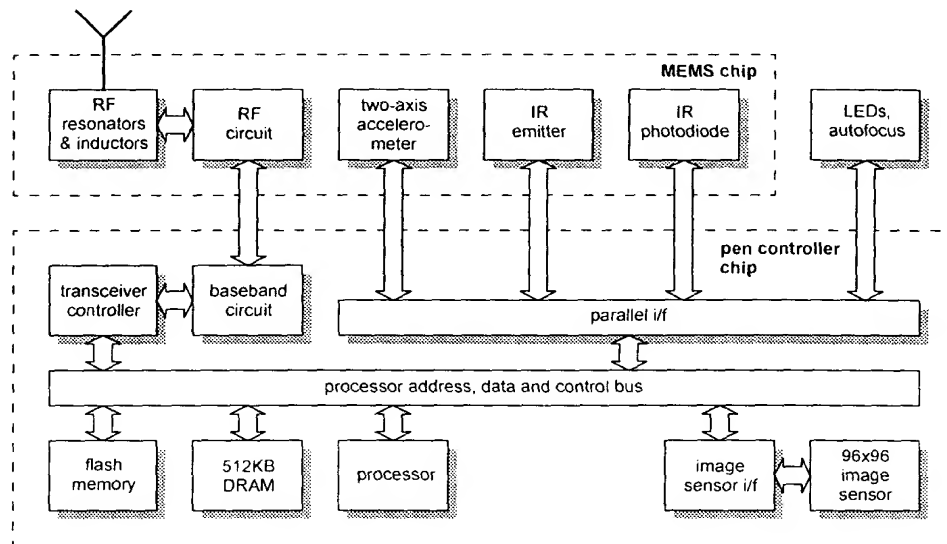 MEMS chip
RF
resonators
& inductors
RF
circuit
two-axis
accelero-
meter
IR
emitter
IR
photodiode
LEDs,
autofocus
pen controller
chip
transceiver
controller
baseband
circuit
parallel i/f
processor address, data and control bus
flash
memory
512KB
DRAM
processor
image
sensor i/f
96x96
image
sensor